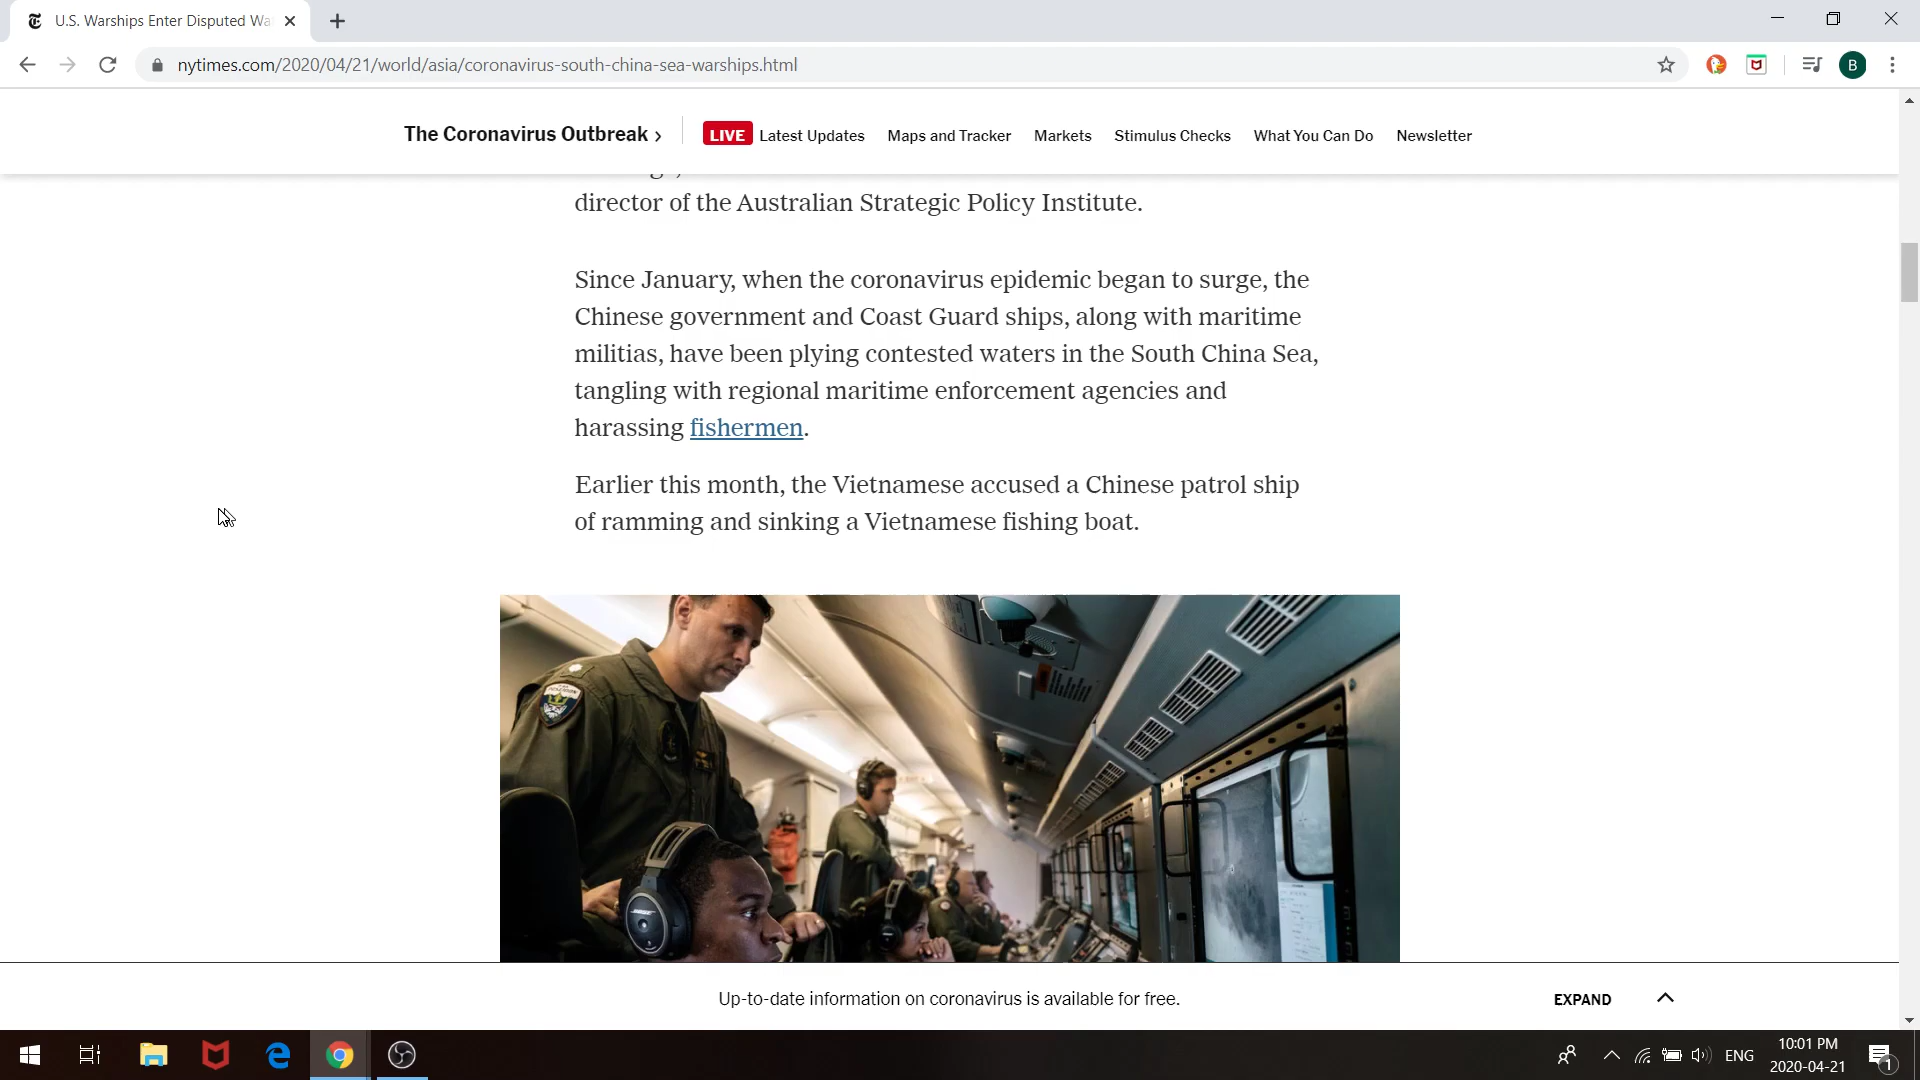 U.S. Warships Enter Disputed Wa
nytimes.com/2020/04/21/world/asia/coronavirus-south-china-sea-warships.html
B
The Coronavirus Outbreak › LIVE Latest Updates Maps and Tracker Markets Stimulus Checks What You Can Do Newsletter
director of the Australian Strategic Policy Institute.
Since January, when the coronavirus epidemic began to surge, the
Chinese government and Coast Guard ships, along with maritime
militias, have been plying contested waters in the South China Sea,
tangling with regional maritime enforcement agencies and
harassing fishermen.
Earlier this month, the Vietnamese accused a Chinese patrol ship
of ramming and sinking a Vietnamese fishing boat.
BOSE
Up-to-date information on coronavirus is available for free.
EXPAND
ENG
10:01 PM
2020-04-21
1